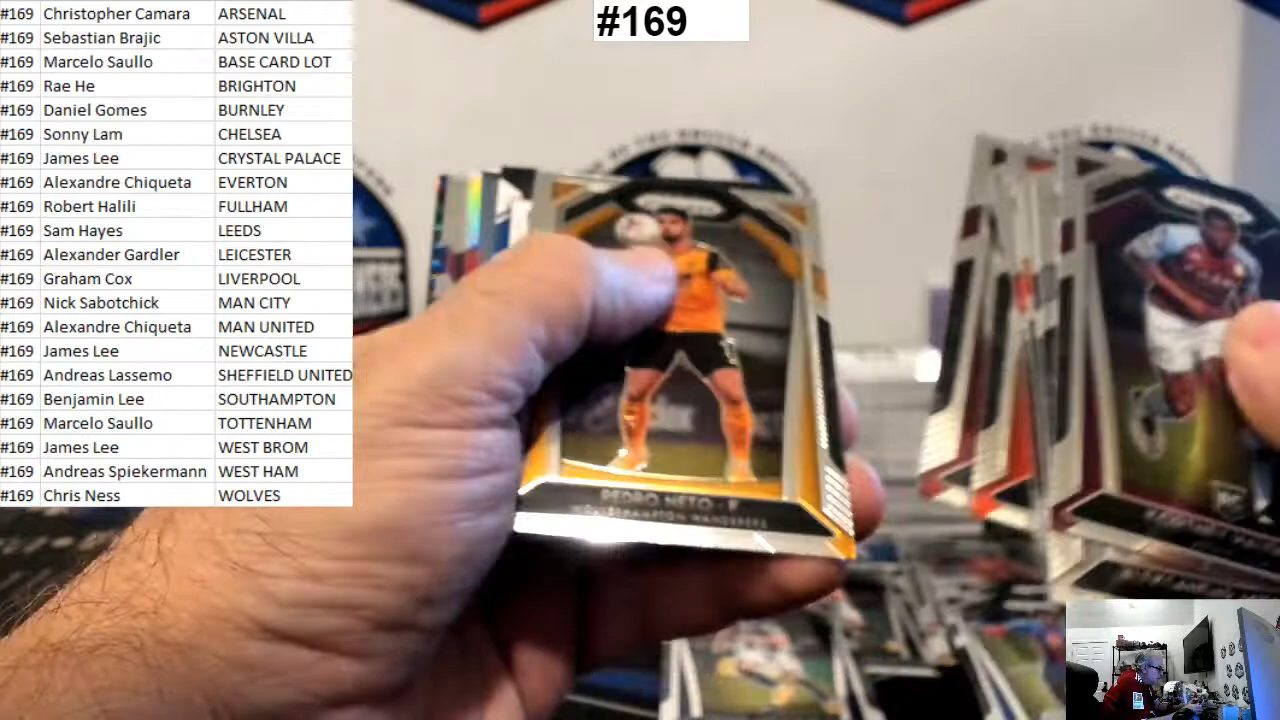 #169 Christopher Camara ARSENAL
#169 Sebastian Brajic ASTON VILLA
#169 Marcelo Saullo BASE CARD LOT
#169 Rae He BRIGHTON
#169 Daniel Gomes BURNLEY
#169 Sonny Lam CHELSEA
#169 James Lee CRYSTAL PALACE
#169 Alexandre Chiqueta EVERTON
#169 Robert Halili FULLHAM
#169 Sam Hayes LEEDS
#169 Alexander Gardler LEICESTER
#169 Graham Cox LIVERPOOL
#169 Nick Sabotchick MAN CITY
#169 Alexandre Chiqueta MAN UNITED
#169 James Lee NEWCASTLE
#169 Andreas Lassemo SHEFFIELD UNITED
#169 Benjamin Lee SOUTHAMPTON
#169 Marcelo Saullo TOTTENHAM
#169 James Lee WEST BROM
#169 Andreas Spiekermann WEST HAM
#169 Chris Ness WOLVES
#169
PEDRO NETO - F
WOLVERHAMPTON WANDERERS